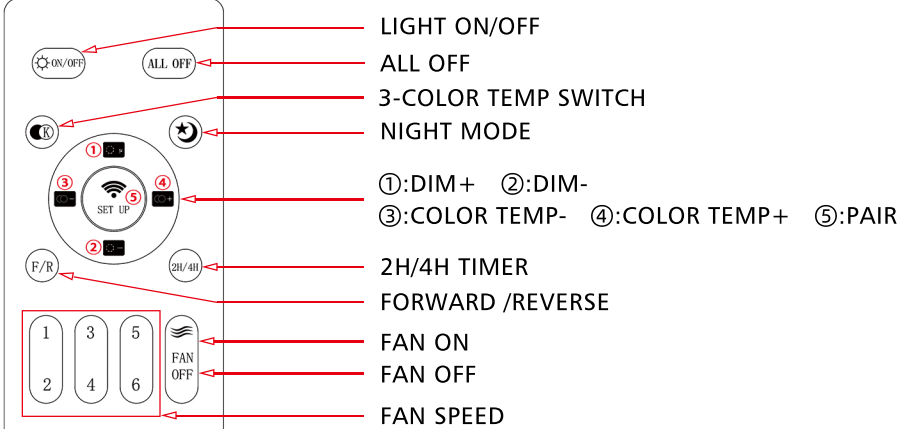 LIGHT ON/OFF
ON/OFF
ALL OFF
ALL OFF
3-COLOR TEMP SWITCH
K
NIGHT MODE
①
③ ④
⑤
SET UP
②
①:DIM+ ②:DIM-
③:COLOR TEMP- ④:COLOR TEMP+ ⑤:PAIR
F/R
2H/4H
2H/4H TIMER
FORWARD /REVERSE
1 3 5
2 4 6
FAN
OFF
FAN ON
FAN OFF
FAN SPEED